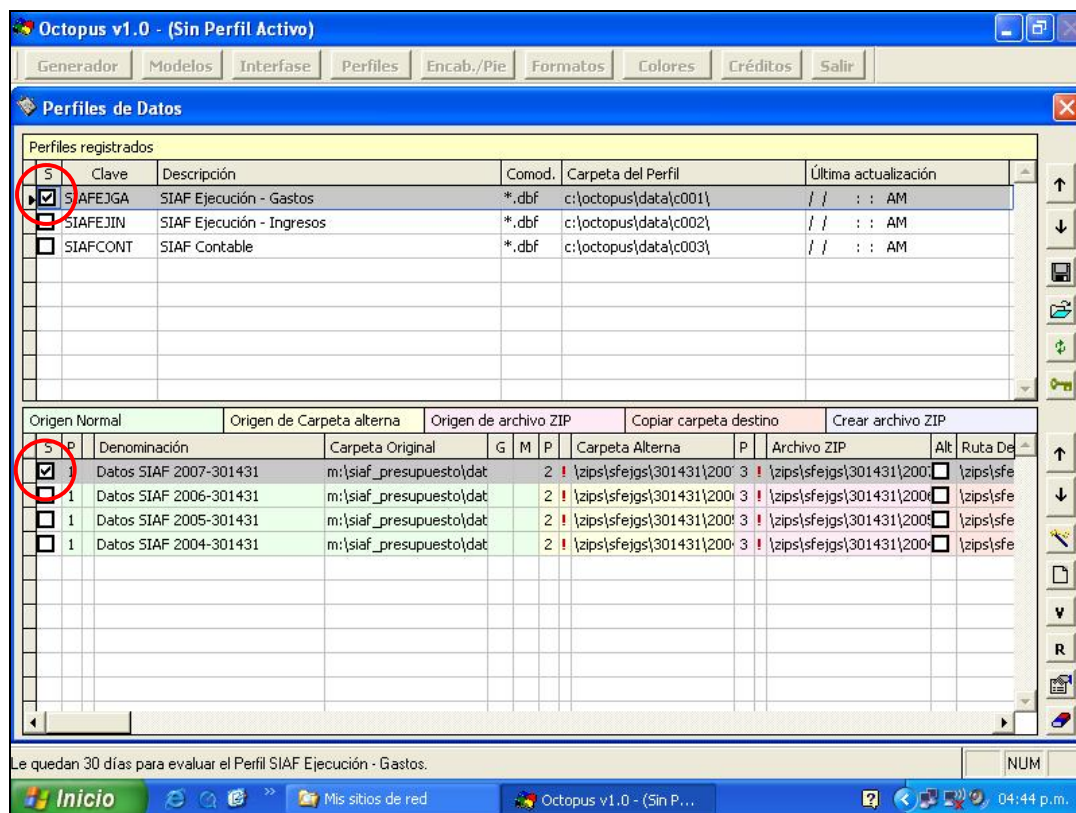 Octopus v1.0 - (Sin Perfil Activo)
Generador Modelos Interfase Perfiles Encab./Pie Formatos Colores Créditos Salir
Perfiles de Datos
Perfiles registrados
S Clave Descripción Comod. Carpeta del Perfil Última actualización
SIAFEJGA SIAF Ejecución - Gastos *.dbf c:\octopus\data\c001\ / / : : AM
SIAFEJIN SIAF Ejecución - Ingresos *.dbf c:\octopus\data\c002\ / / : : AM
SIAFCONT SIAF Contable *.dbf c:\octopus\data\c003\ / / : : AM
Origen Normal Origen de Carpeta alterna Origen de archivo ZIP Copiar carpeta destino Crear archivo ZIP
S P Denominación Carpeta Original G M P Carpeta Alterna P Archivo ZIP Alt Ruta De
1 Datos SIAF 2007-301431 m:\siaf_presupuesto\dat 2 ! \zips\sfejgs\301431\200 3 ! \zips\sfejgs\301431\2007 \zips\sfe
1 Datos SIAF 2006-301431 m:\siaf_presupuesto\dat 2 ! \zips\sfejgs\301431\200 3 ! \zips\sfejgs\301431\2006 \zips\sfe
1 Datos SIAF 2005-301431 m:\siaf_presupuesto\dat 2 ! \zips\sfejgs\301431\200 3 ! \zips\sfejgs\301431\2005 \zips\sfe
1 Datos SIAF 2004-301431 m:\siaf_presupuesto\dat 2 ! \zips\sfejgs\301431\200 3 ! \zips\sfejgs\301431\2004 \zips\sfe
V
R
Le quedan 30 días para evaluar el Perfil SIAF Ejecución - Gastos. NUM
Inicio » Mis sitios de red Octopus v1.0 - (Sin P... 04:44 p.m.